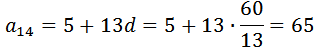 a₁₄ = 5 + 13d = 5 + 13 · 60/13 = 65